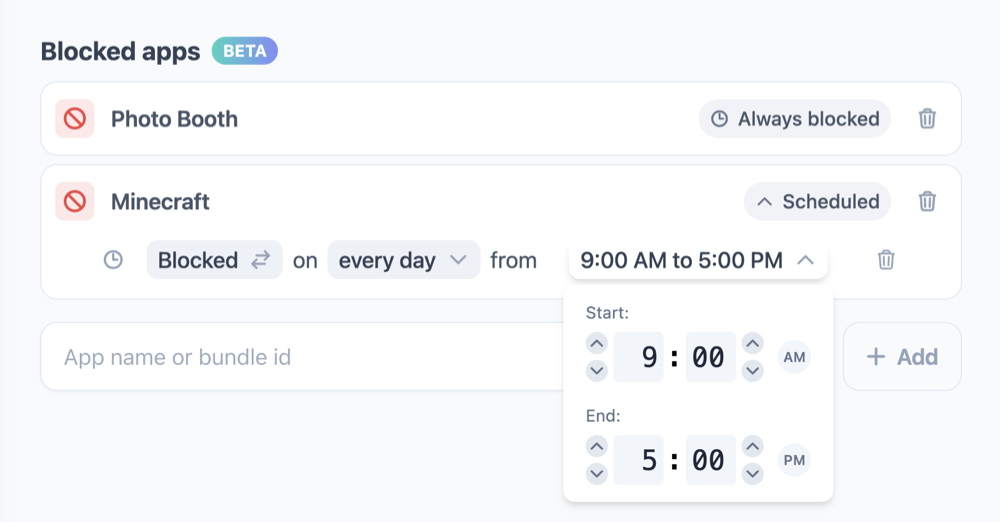 Blocked apps BETA
Photo Booth Always blocked
Minecraft Scheduled
Blocked on every day from 9:00 AM to 5:00 PM
Start:
9 : 00 AM
App name or bundle id + Add
End:
5 : 00 PM